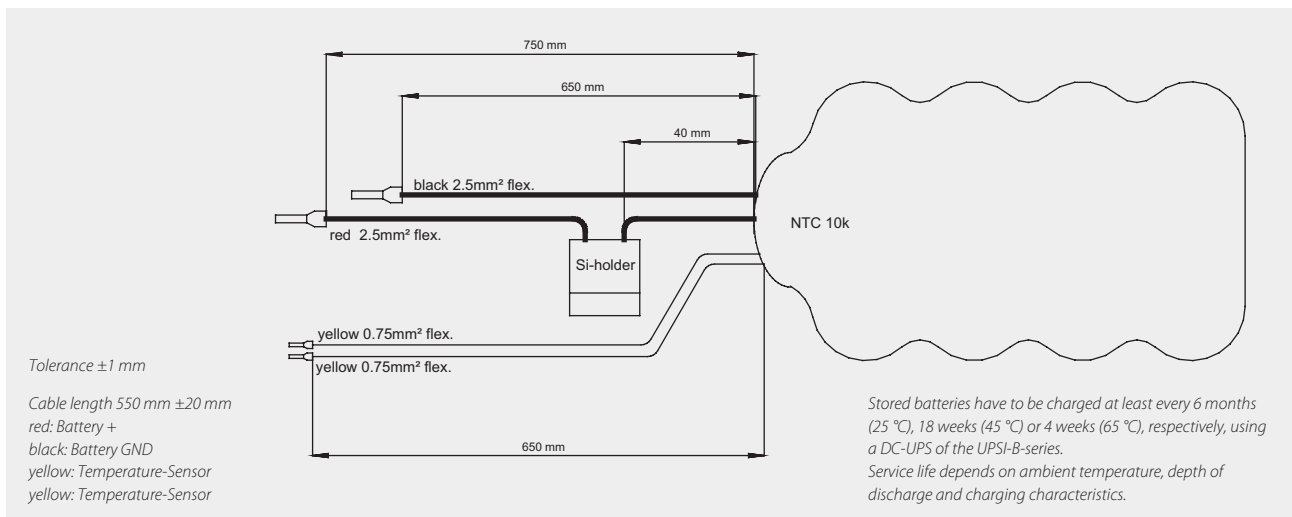 750 mm
650 mm
40 mm
black 2.5mm² flex.
red 2.5mm² flex.
NTC 10k
Si-holder
yellow 0.75mm² flex.
yellow 0.75mm² flex.
650 mm
Tolerance ±1 mm
Cable length 550 mm ±20 mm
red: Battery +
black: Battery GND
yellow: Temperature-Sensor
yellow: Temperature-Sensor
Stored batteries have to be charged at least every 6 months
(25 °C), 18 weeks (45 °C) or 4 weeks (65 °C), respectively, using
a DC-UPS of the UPSI-B-series.
Service life depends on ambient temperature, depth of
discharge and charging characteristics.